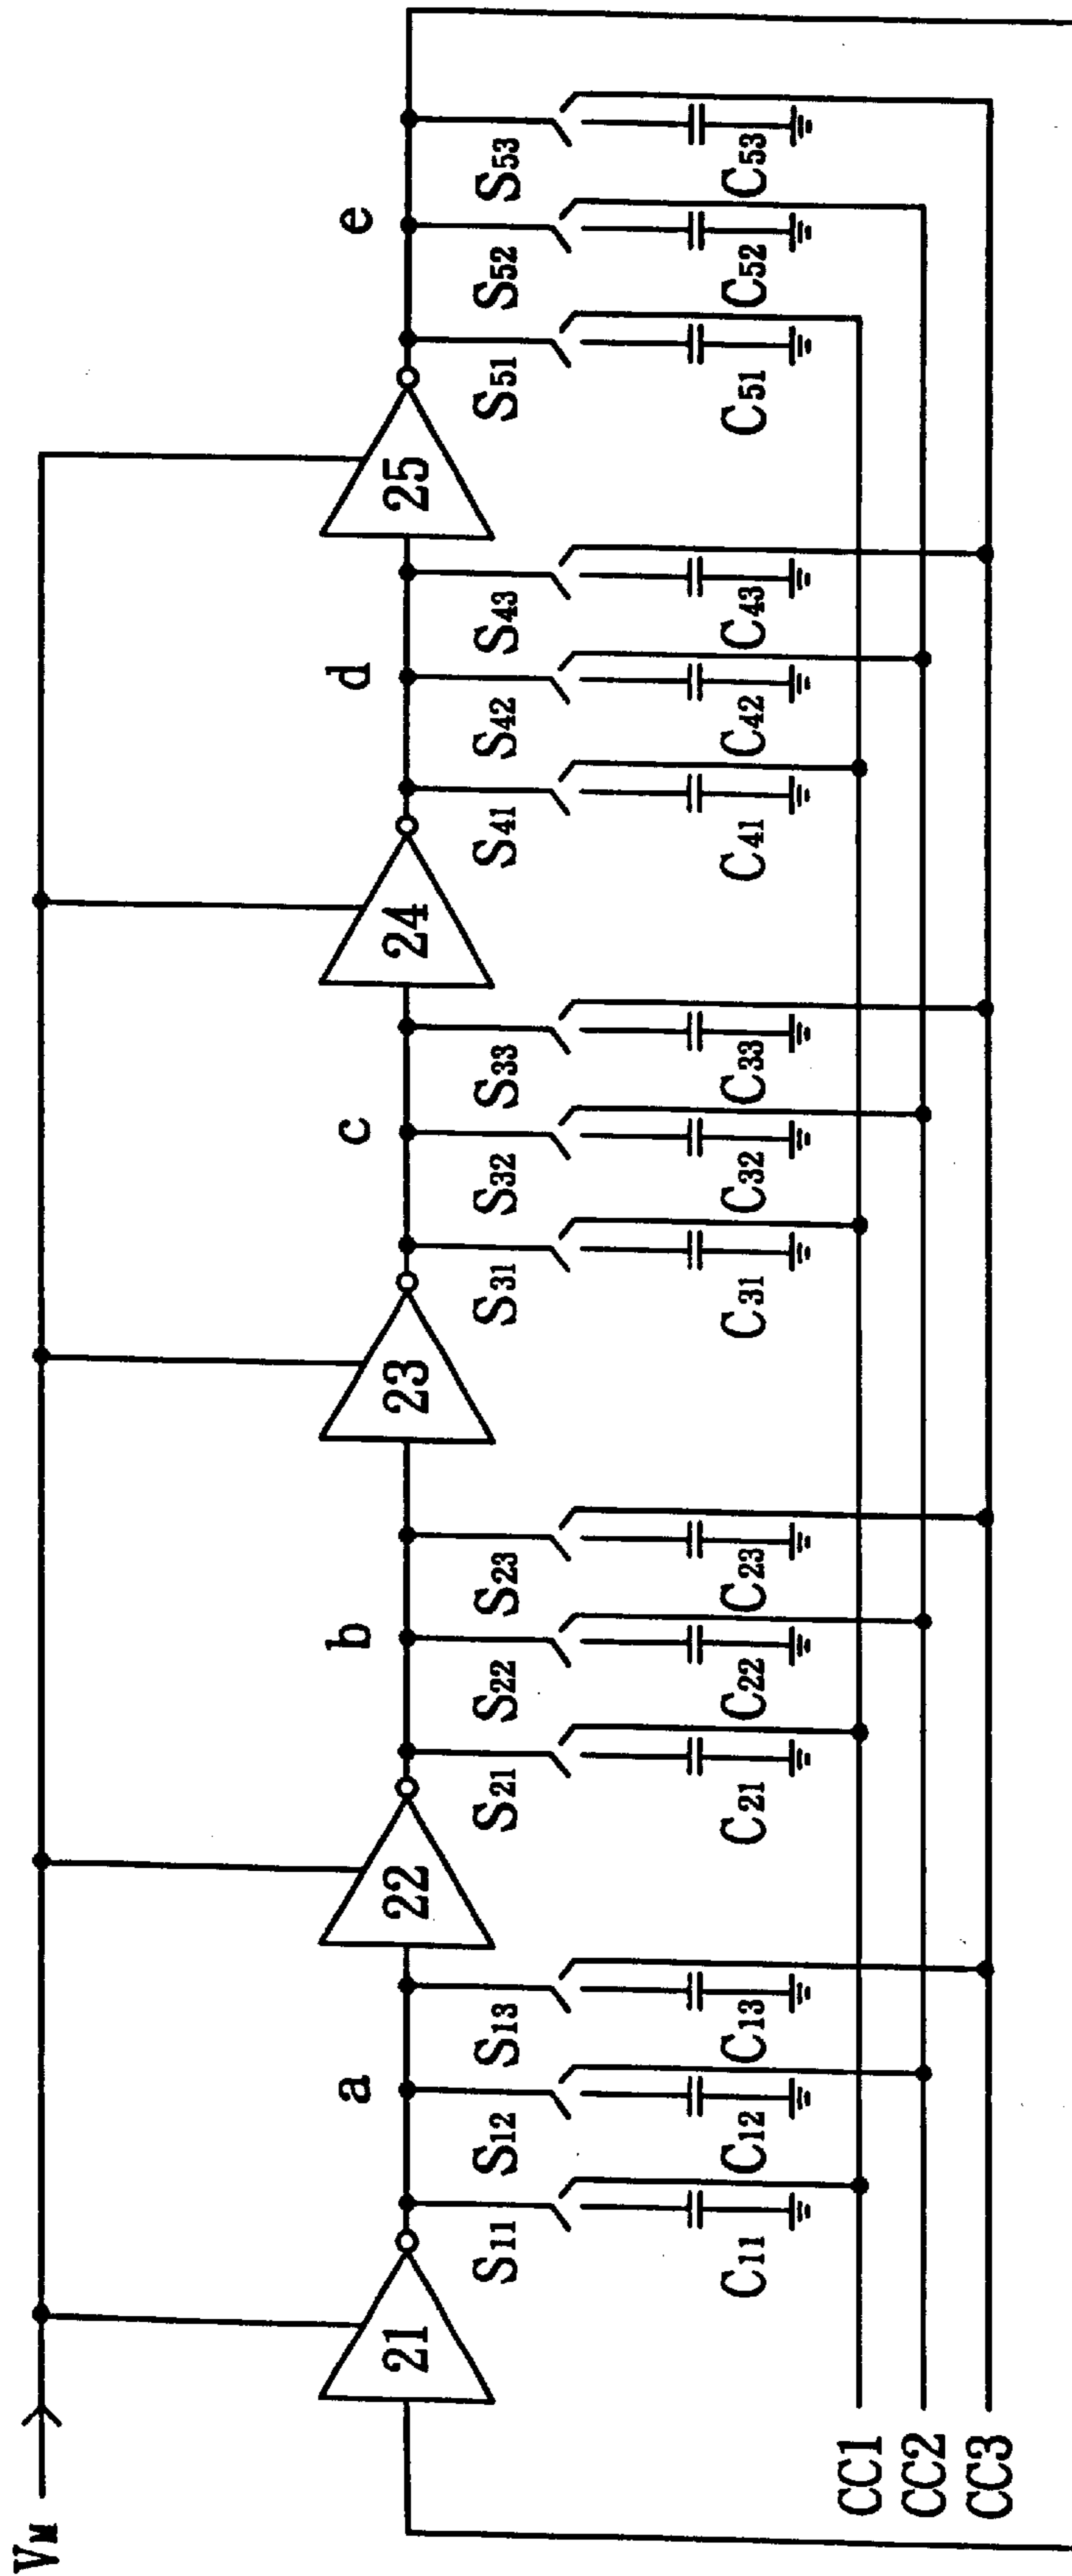 VM
21 22 23 24 25
a b c d e
S11 S12 S13 S21 S22 S23 S31 S32 S33 S41 S42 S43 S51 S52 S53
C11 C12 C13 C21 C22 C23 C31 C32 C33 C41 C42 C43 C51 C52 C53
CC1
CC2
CC3